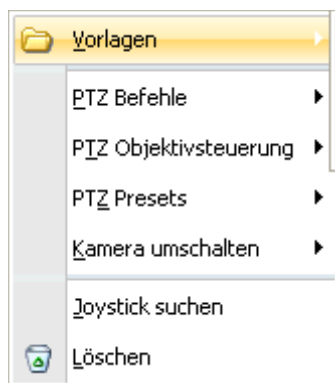 Vorlagen
PTZ Befehle
PTZ Objektivsteuerung
PTZ Presets
Kamera umschalten
Joystick suchen
Löschen